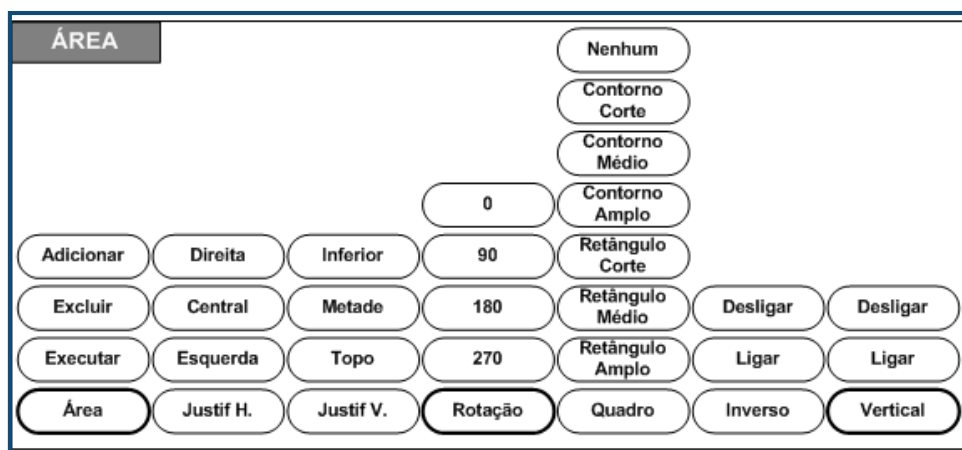 ÁREA
Nenhum
Contorno
Corte
Contorno
Médio
0
Contorno
Amplo
Adicionar
Direita
Inferior
90
Retângulo
Corte
Excluir
Central
Metade
180
Retângulo
Médio
Desligar
Desligar
Executar
Esquerda
Topo
270
Retângulo
Amplo
Ligar
Ligar
Área
Justif H.
Justif V.
Rotação
Quadro
Inverso
Vertical